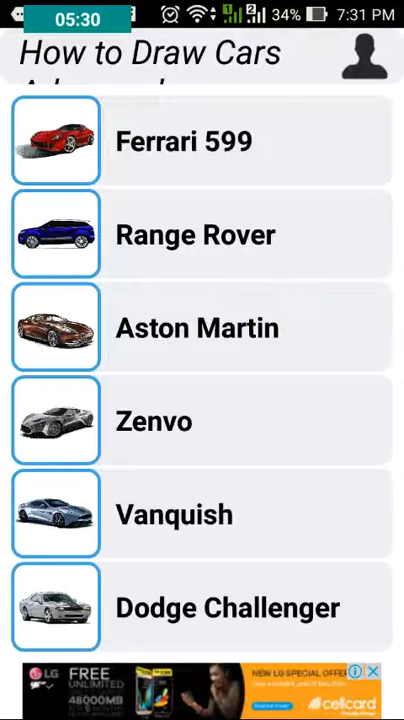 05:30
34% 7:31 PM
How to Draw Cars
Ferrari 599
Range Rover
Aston Martin
Zenvo
Vanquish
Dodge Challenger
LG
FREE
UNLIMITED
48000MB
NEW LG SPECIAL OFFER
cellcard